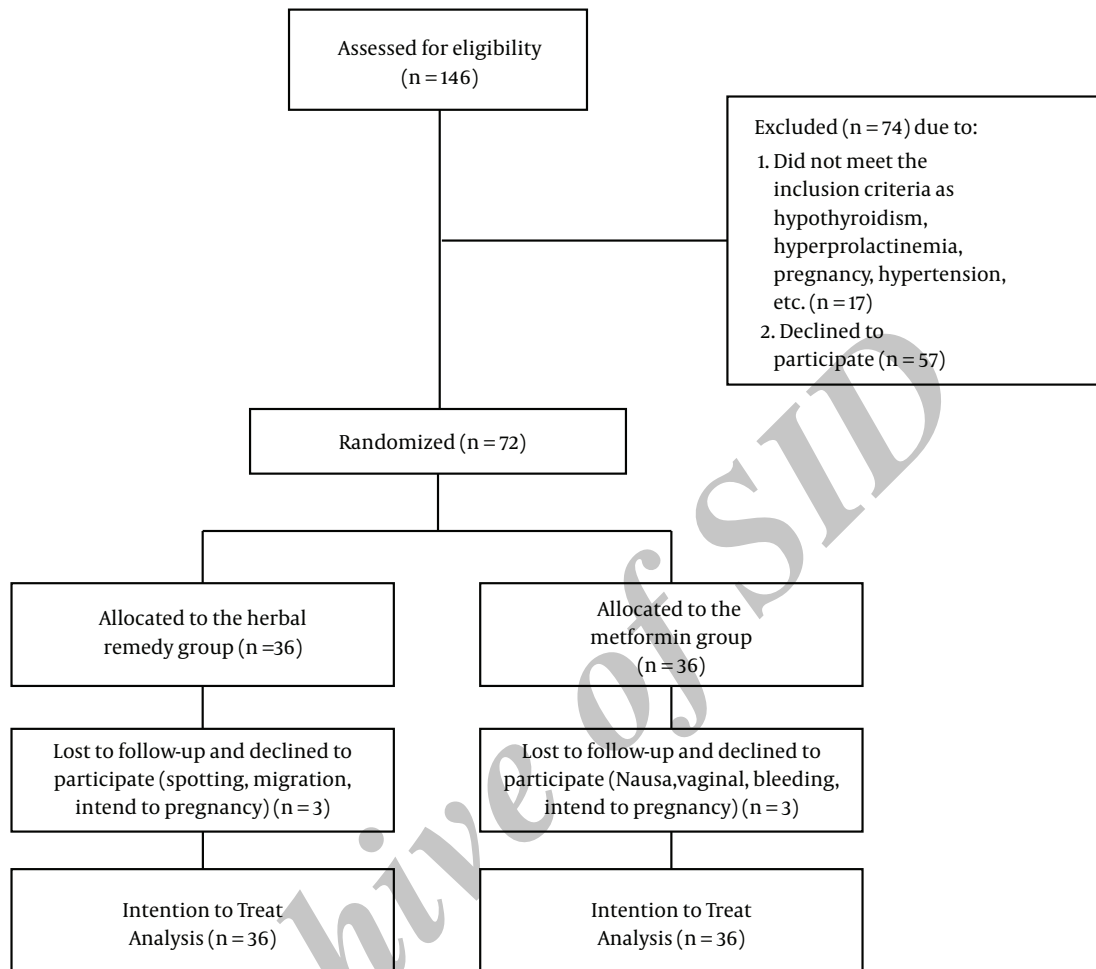 Assessed for eligibility
(n = 146)
Excluded (n = 74) due to:
1. Did not meet the
inclusion criteria as
hypothyroidism,
hyperprolactinemia,
pregnancy, hypertension,
etc. (n = 17)
2. Declined to
participate (n = 57)
Randomized (n = 72)
Allocated to the herbal
remedy group (n =36)
Allocated to the
metformin group
(n = 36)
Lost to follow-up and declined to
participate (spotting, migration,
intend to pregnancy) (n = 3)
Lost to follow-up and declined to
participate (Nausa,vaginal, bleeding,
intend to pregnancy) (n = 3)
Intention to Treat
Analysis (n = 36)
Intention to Treat
Analysis (n = 36)
hive of SID